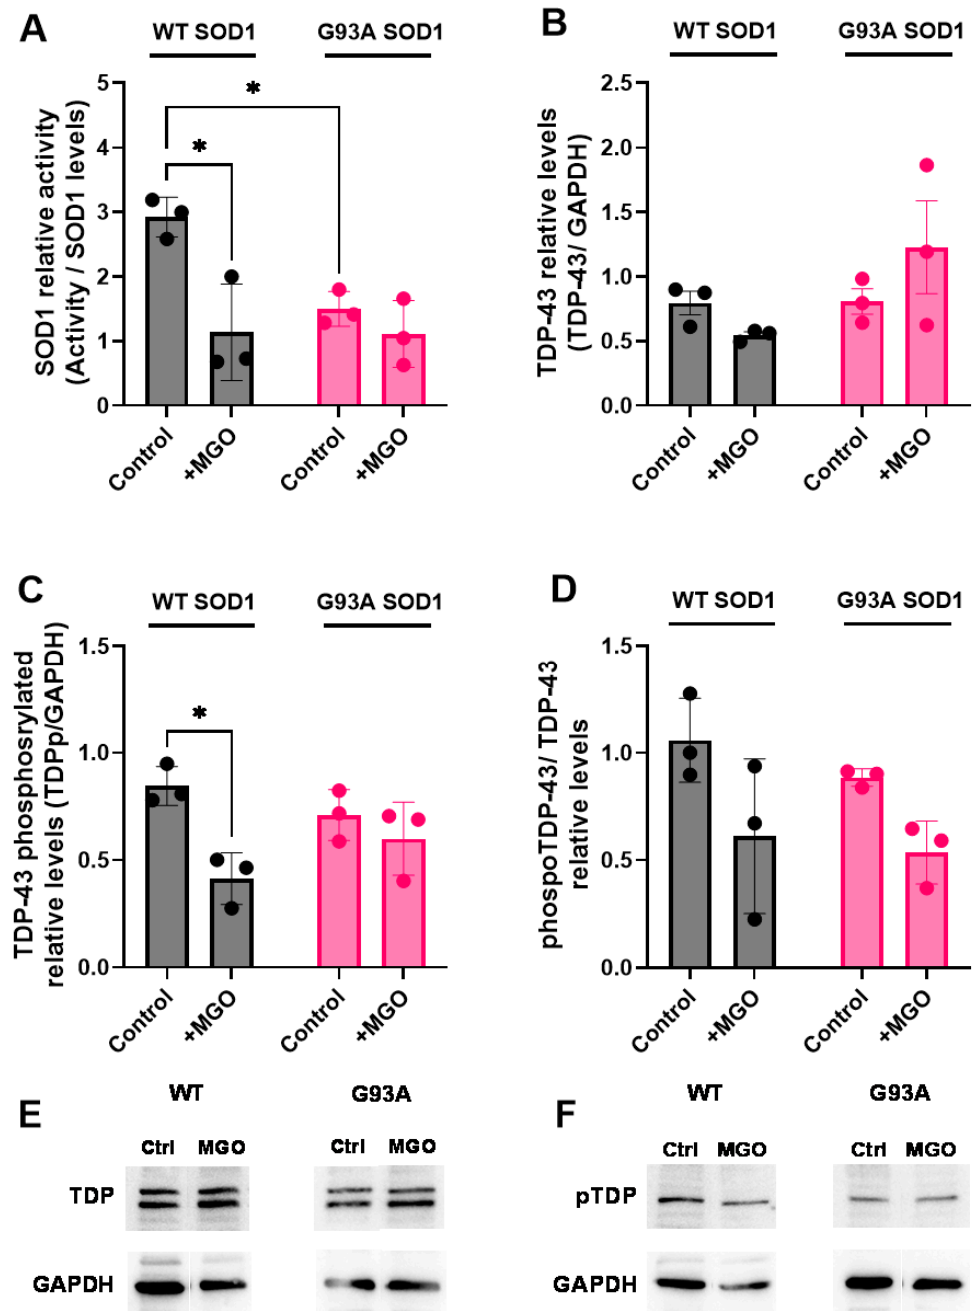 A
WT SOD1
G93A SOD1
SOD1 relative activity
(Activity / SOD1 levels)
5
4
3
2
1
0
*
*
Control
+MGO
Control
+MGO
B
WT SOD1
G93A SOD1
TDP-43 relative levels
(TDP-43/ GAPDH)
2.5
2.0
1.5
1.0
0.5
0.0
Control
+MGO
Control
+MGO
C
WT SOD1
G93A SOD1
TDP-43 phosphosrylated
relative levels (TDPp/GAPDH)
1.5
1.0
0.5
0.0
*
Control
+MGO
Control
+MGO
D
WT SOD1
G93A SOD1
phospoTDP-43/ TDP-43
relative levels
1.5
1.0
0.5
0.0
Control
+MGO
Control
+MGO
E
WT
G93A
Ctrl MGO
Ctrl MGO
TDP
GAPDH
F
WT
G93A
Ctrl MGO
Ctrl MGO
pTDP
GAPDH